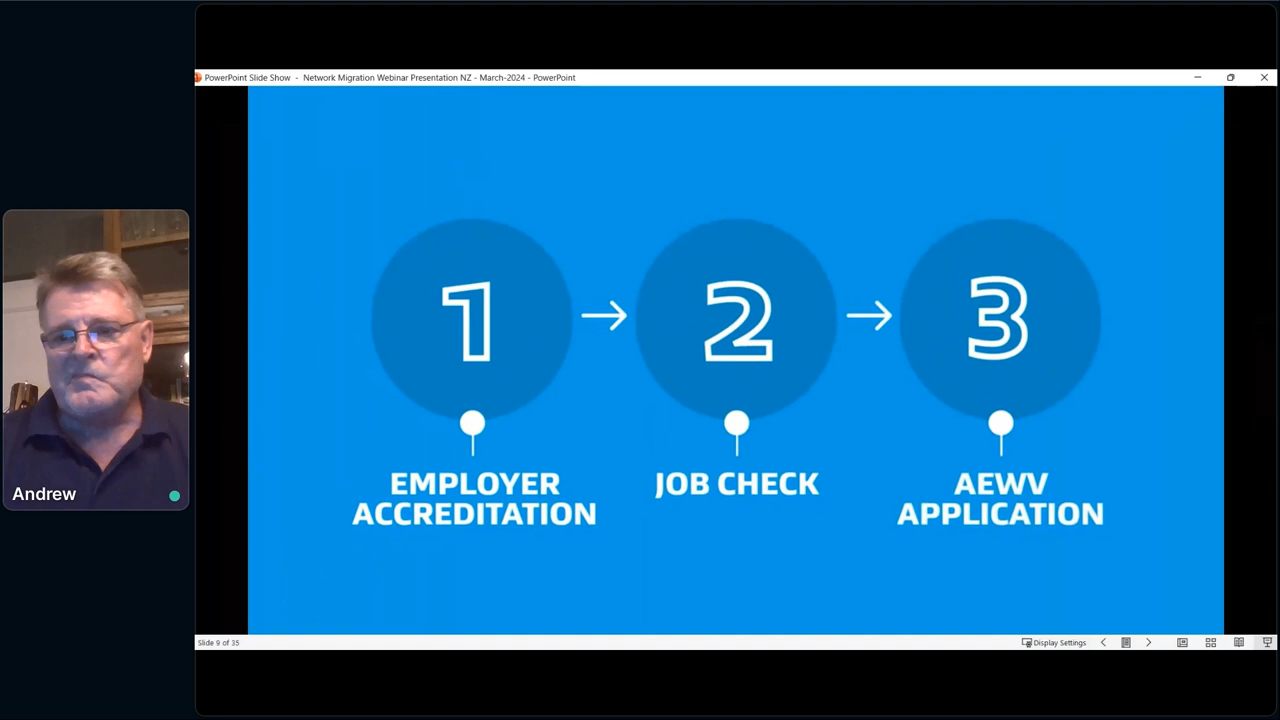 PowerPoint Slide Show - Network Migration Webinar Presentation NZ - March-2024 - PowerPoint
1
2
3
EMPLOYER
ACCREDITATION
JOB CHECK
AEWV
APPLICATION
Andrew
Slide 9 of 35
Display Settings